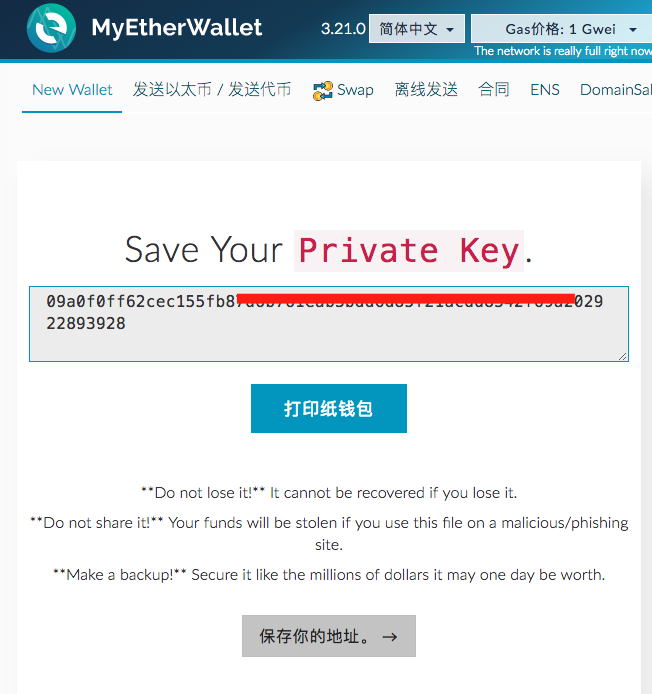 MyEtherWallet
3.21.0
简体中文
Gas价格: 1 Gwei
The network is really full right now
New Wallet
发送以太币 / 发送代币
Swap
离线发送
合同
ENS
DomainSal
Save Your Private Key.
09a0f0ff62cec155fb8 029
22893928
打印纸钱包
**Do not lose it!** It cannot be recovered if you lose it.
**Do not share it!** Your funds will be stolen if you use this file on a malicious/phishing
site.
**Make a backup!** Secure it like the millions of dollars it may one day be worth.
保存你的地址。 →